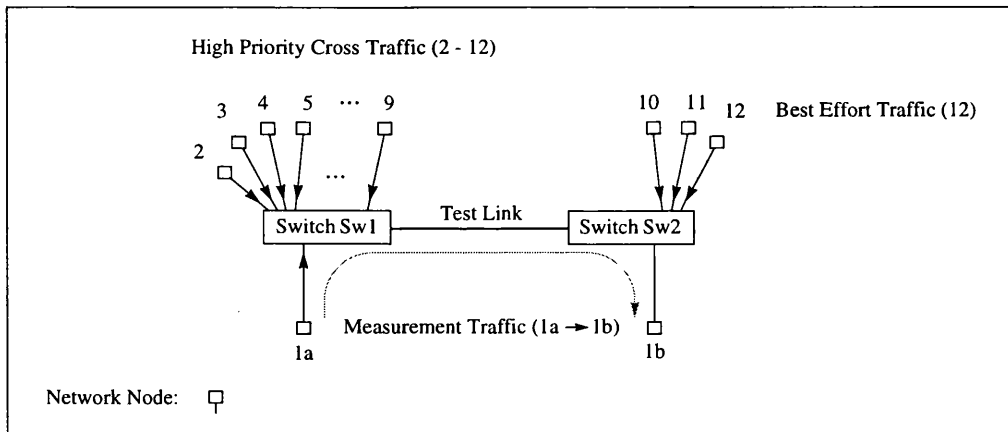 High Priority Cross Traffic (2 - 12)
2
3
4
5
...
9
10
11
12
Best Effort Traffic (12)
...
Switch Sw1
Test Link
Switch Sw2
Measurement Traffic (1a → 1b)
1a
1b
Network Node: